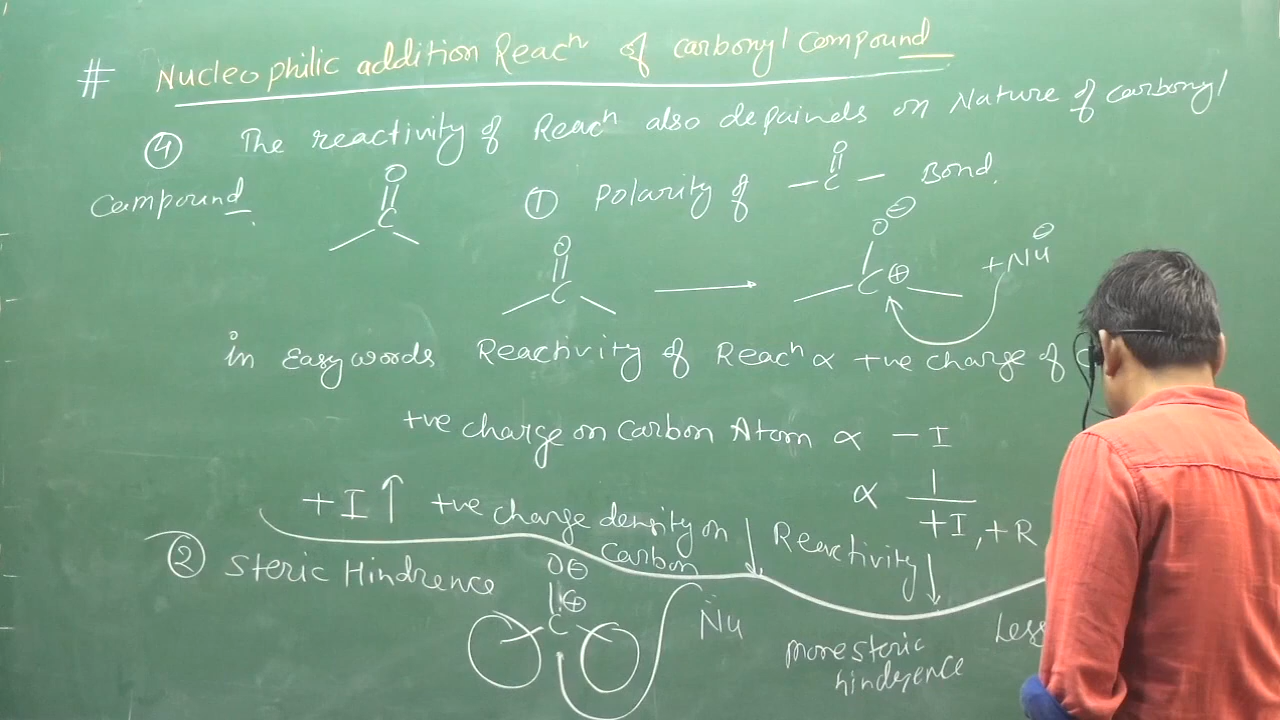 # Nucleophilic addition Reacn of carbonyl compound
④ The reactivity of Reacn also depainds on Nature of carbonyl
compound.
O
C
① Polarity of
O
-C- Bond.
O
C
O⊖
C⊕
+Nu⊖
in Easy words Reactivity of Reacn ∝ +ve charge of
+ve charge on carbon Atom ∝ -I
∝ 1
+I, +R
+I↑ +ve charge density on ↓ Reactivity ↓
carbon
② Steric Hindrence
O⊖
⊕
C
Nu
more steric
hindrence
Less